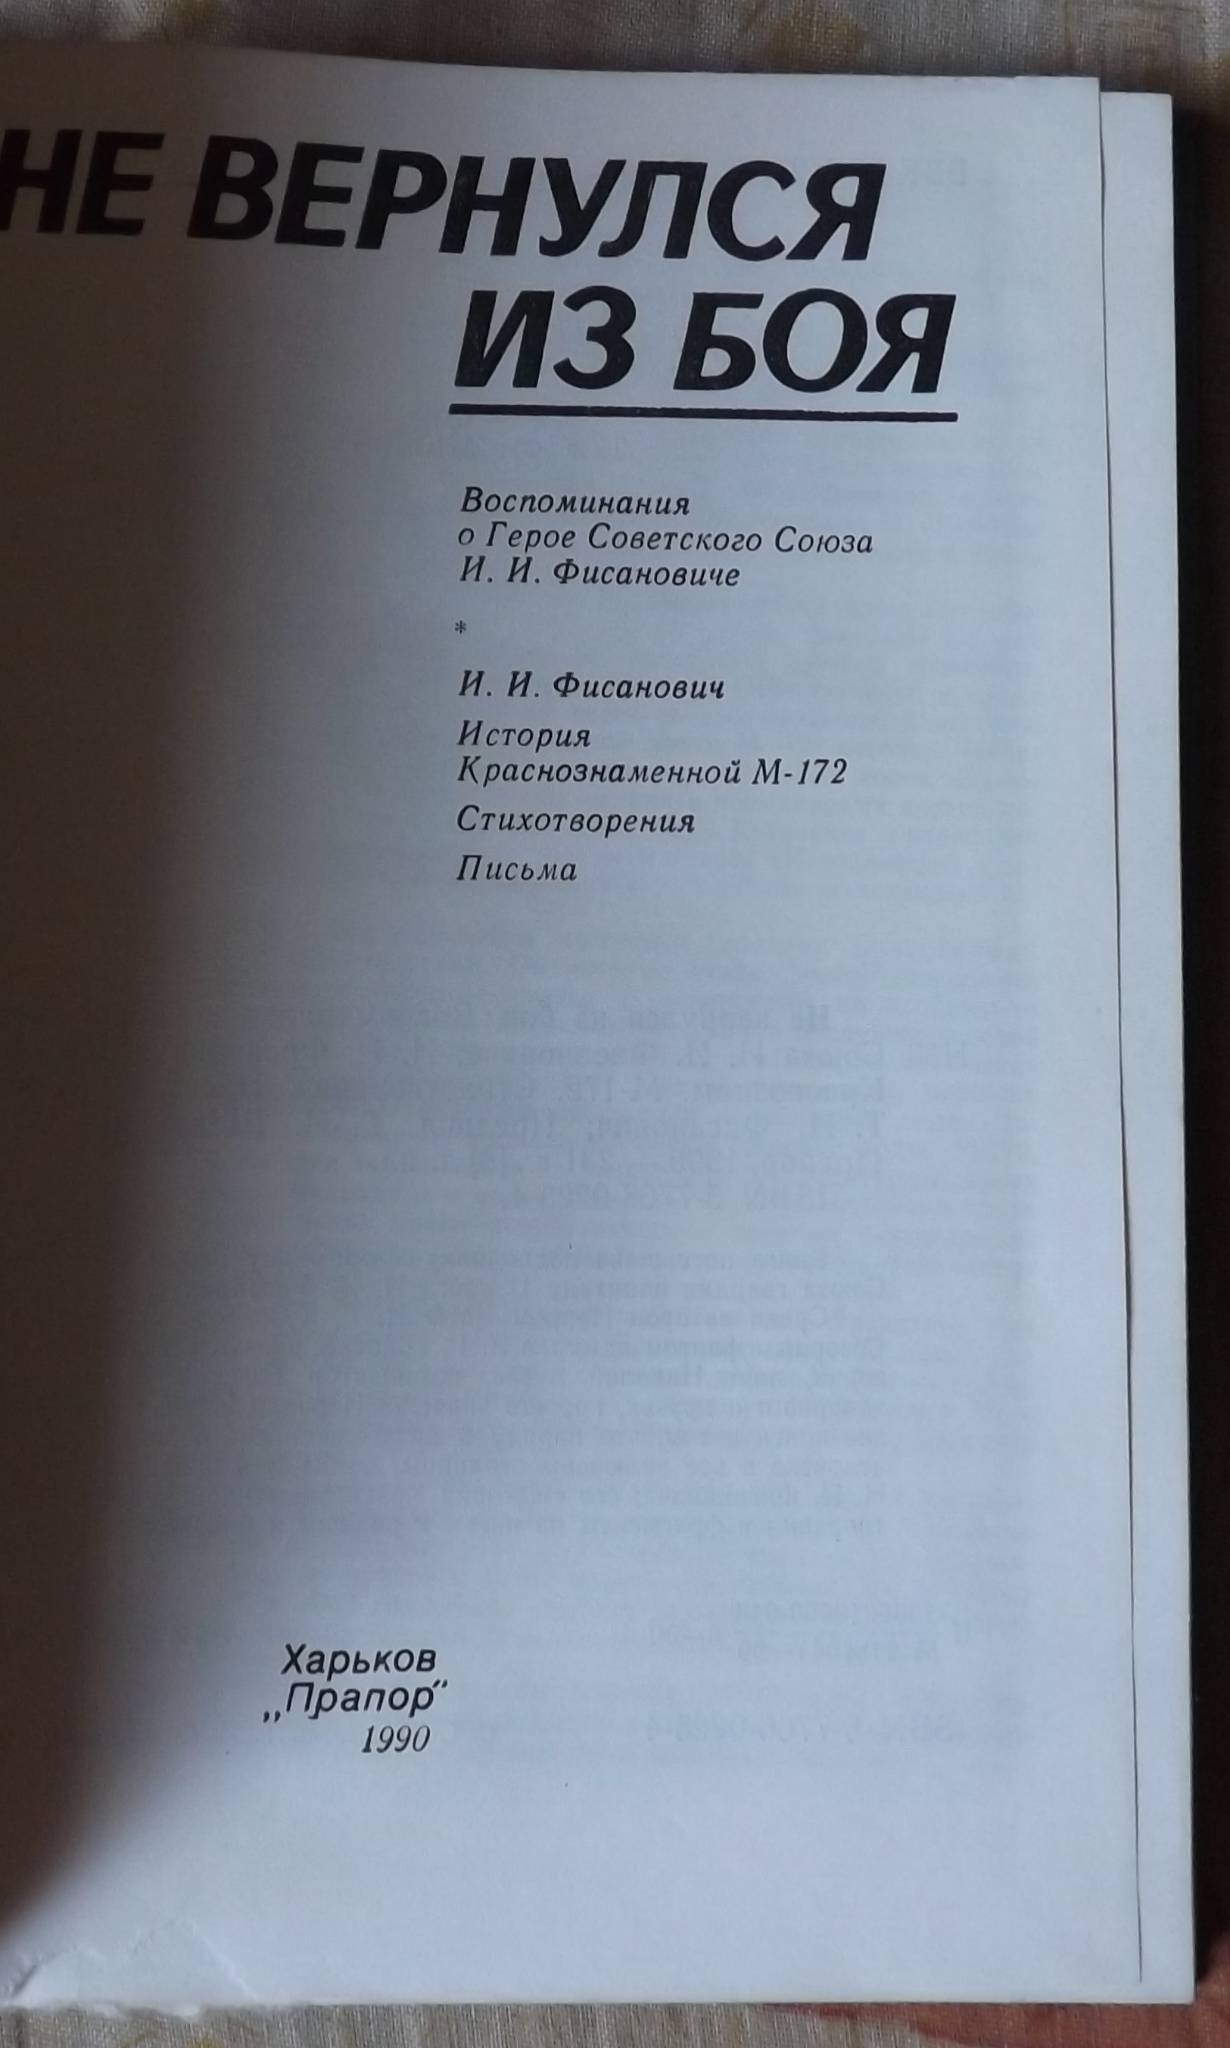 НЕ ВЕРНУЛСЯ
ИЗ БОЯ
Воспоминания
о Герое Советского Союза
И. И. Фисановиче
*
И. И. Фисанович
История
Краснознаменной М-172
Стихотворения
Письма
Харьков
„Прапор"
1990